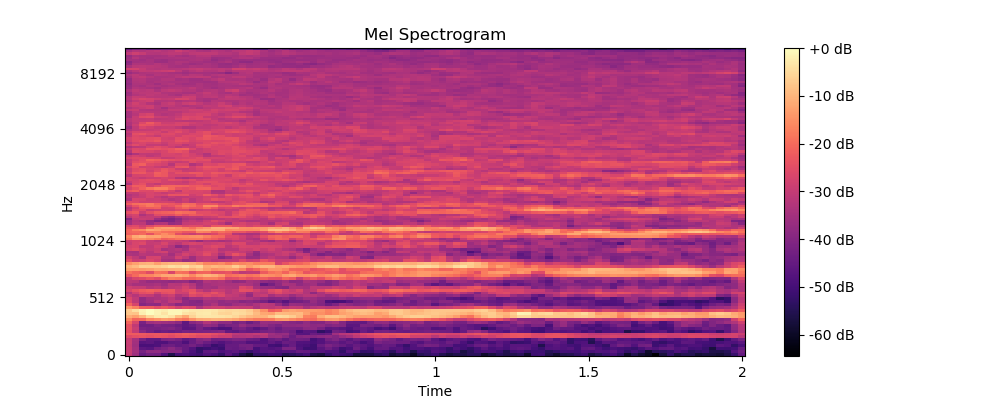 Mel Spectrogram
Hz
8192
4096
2048
1024
512
0
0
0.5
1
1.5
2
Time
+0 dB
-10 dB
-20 dB
-30 dB
-40 dB
-50 dB
-60 dB